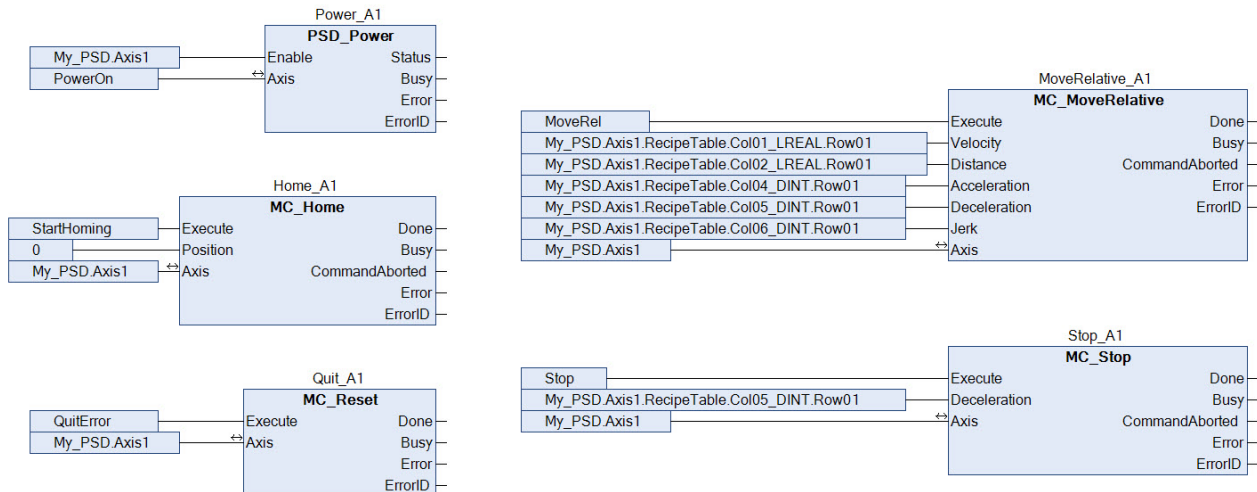 Power_A1
PSD_Power
My_PSD.Axis1 Enable Status
PowerOn Axis Busy
Error
ErrorID
Home_A1
MC_Home
StartHoming Execute Done
0 Position Busy
My_PSD.Axis1 Axis CommandAborted
Error
ErrorID
Quit_A1
MC_Reset
QuitError Execute Done
My_PSD.Axis1 Axis Busy
Error
ErrorID
MoveRelative_A1
MC_MoveRelative
MoveRel Execute Done
My_PSD.Axis1.RecipeTable.Col01_LREAL.Row01 Velocity Busy
My_PSD.Axis1.RecipeTable.Col02_LREAL.Row01 Distance CommandAborted
My_PSD.Axis1.RecipeTable.Col04_DINT.Row01 Acceleration Error
My_PSD.Axis1.RecipeTable.Col05_DINT.Row01 Deceleration ErrorID
My_PSD.Axis1.RecipeTable.Col06_DINT.Row01 Jerk
My_PSD.Axis1 Axis
Stop_A1
MC_Stop
Stop Execute Done
My_PSD.Axis1.RecipeTable.Col05_DINT.Row01 Deceleration Busy
My_PSD.Axis1 Axis CommandAborted
Error
ErrorID